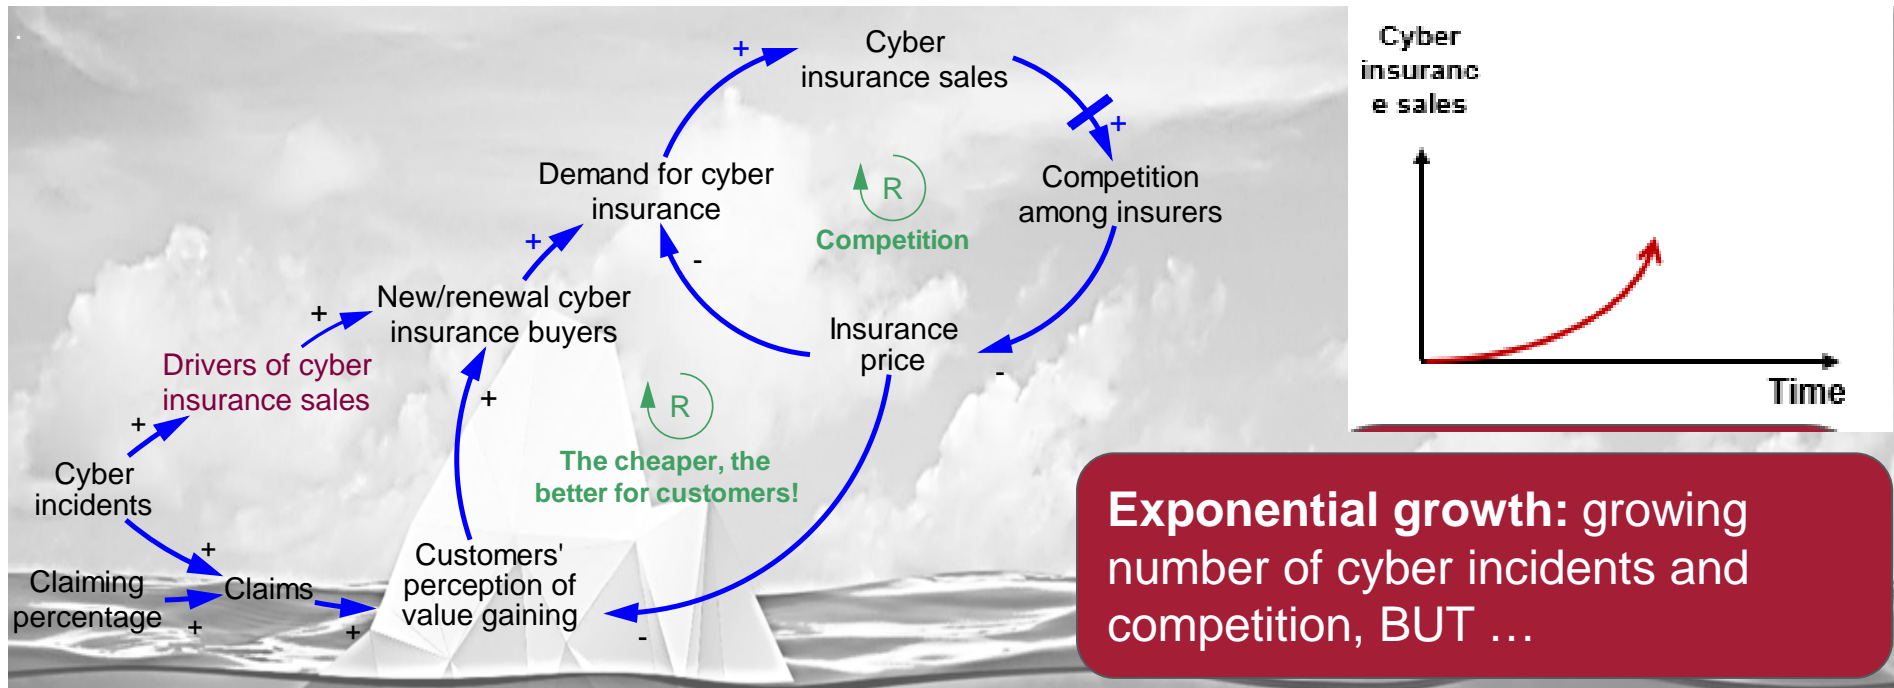 Cyber
insurance sales
+
+
Competition
among insurers
Demand for cyber
insurance
R
Competition
-
+
New/renewal cyber
insurance buyers
+
Insurance
price
-
Drivers of cyber
insurance sales
+
+
R
The cheaper, the
better for customers!
Cyber
incidents
+
Claiming
percentage
+
Claims
+
Customers'
perception of
value gaining
-
Cyber
insuranc
e sales
Time
Exponential growth: growing
number of cyber incidents and
competition, BUT …